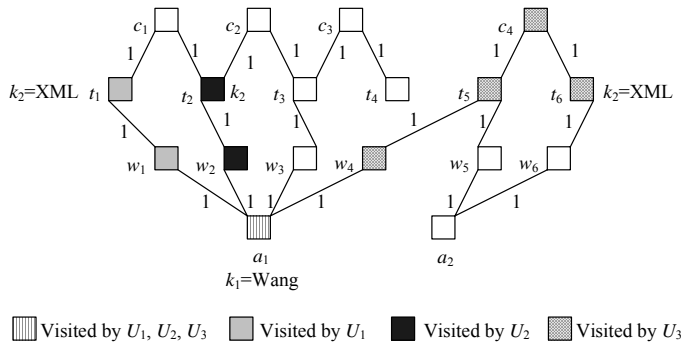 c1 c2 c3 c4
1 1 1 1 1 1 1 1
k2=XML t1 t2 k2 t3 t4 t5 t6 k2=XML
1 1 1 1 1 1
w1 w2 w3 w4 w5 w6
1 1 1 1 1 1
a1 a2
k1=Wang
Visited by U1, U2, U3 Visited by U1 Visited by U2 Visited by U3